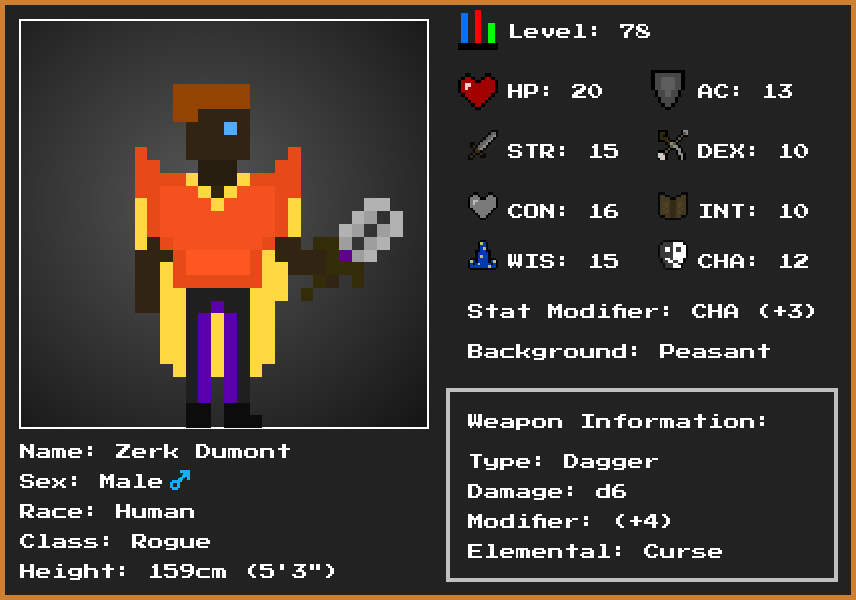 Level: 78
HP: 20 AC: 13
STR: 15 DEX: 10
CON: 16 INT: 10
WIS: 15 CHA: 12
Stat Modifier: CHA (+3)
Background: Peasant
Weapon Information:
Type: Dagger
Damage: d6
Modifier: (+4)
Elemental: Curse
Name: Zerk Dumont
Sex: Male♂
Race: Human
Class: Rogue
Height: 159cm (5'3")